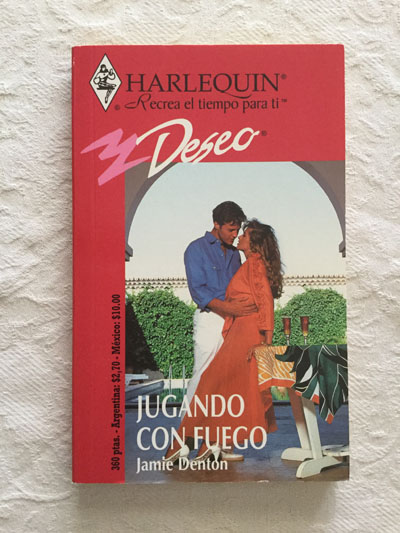 HARLEQUIN®
® Recrea el tiempo para ti™
Deseo®
JUGANDO
CON FUEGO
Jamie Denton
360 ptas. - Argentina: $2,70 - México: $10.00